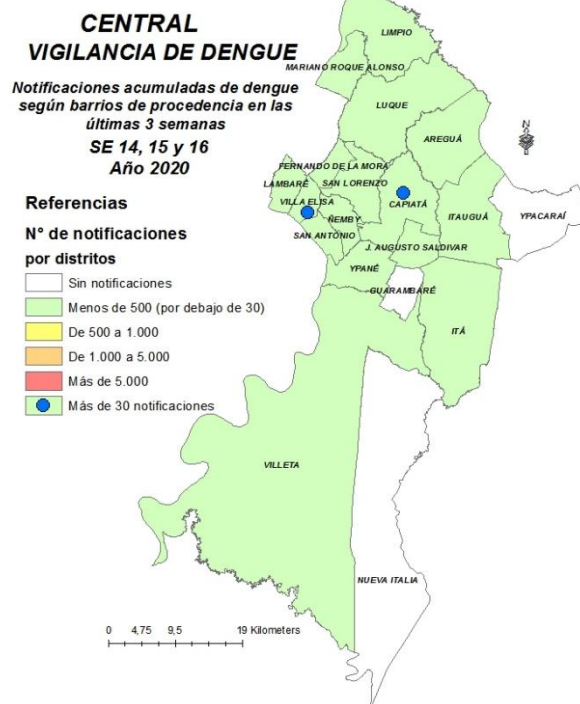 CENTRAL
VIGILANCIA DE DENGUE
Notificaciones acumuladas de dengue
según barrios de procedencia en las
últimas 3 semanas
SE 14, 15 y 16
Año 2020
Referencias
N° de notificaciones
por distritos
Sin notificaciones
Menos de 500 (por debajo de 30)
De 500 a 1.000
De 1.000 a 5.000
Más de 5.000
Más de 30 notificaciones
LIMPIO
MARIANO ROQUE ALONSO
LUQUE
AREGUÁ
N
FERNANDO DE LA MORA
LAMBARÉ
SAN LORENZO
VILLA ELISA
CAPIATÁ
ITAUGUÁ
YPACARAÍ
ÑEMBY
SAN ANTONIO
J. AUGUSTO SALDIVAR
YPANÉ
GUARAMBARÉ
ITÁ
VILLETA
NUEVA ITALIA
0 4,75 9,5 19 Kilometers